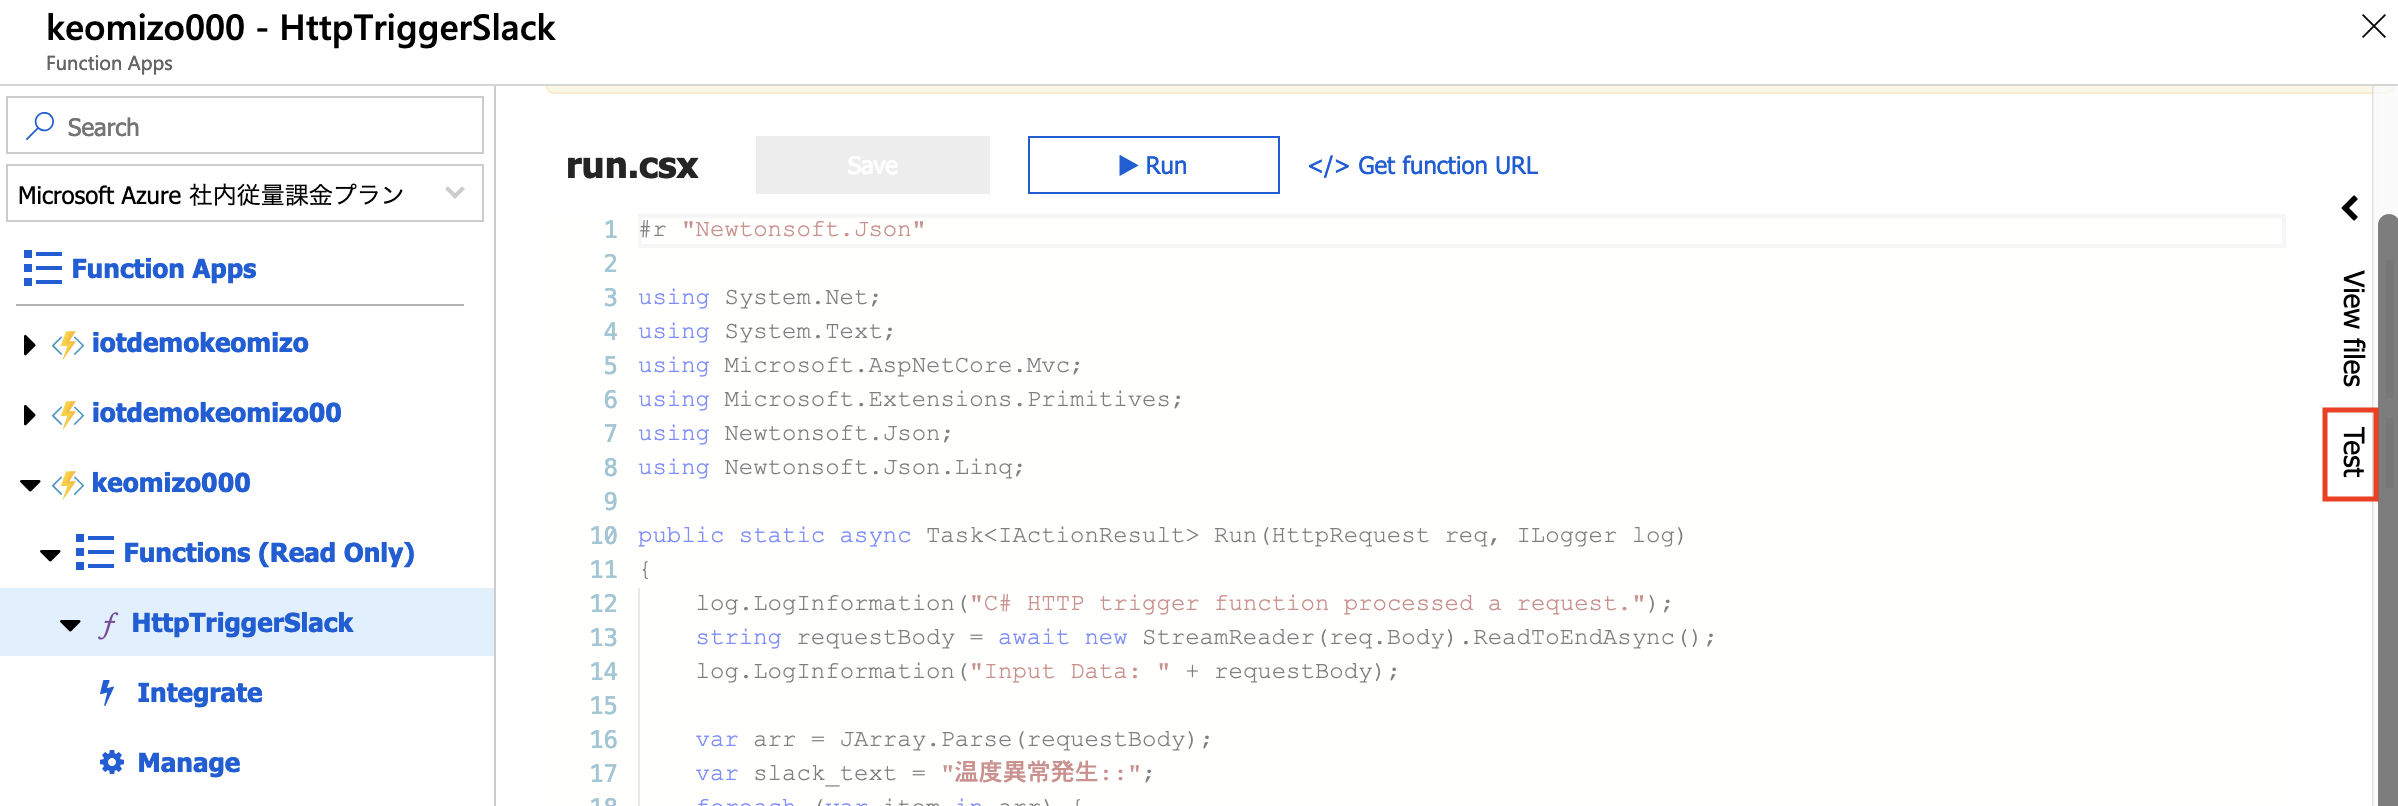 keomizo000 - HttpTriggerSlack
Function Apps
Search
Microsoft Azure 社内従量課金プラン
Function Apps
iotdemokeomizo
iotdemokeomizo00
keomizo000
Functions (Read Only)
HttpTriggerSlack
Integrate
Manage
run.csx
Save
Run
</> Get function URL
1 #r "Newtonsoft.Json"
2
3 using System.Net;
4 using System.Text;
5 using Microsoft.AspNetCore.Mvc;
6 using Microsoft.Extensions.Primitives;
7 using Newtonsoft.Json;
8 using Newtonsoft.Json.Linq;
9
10 public static async Task<IActionResult> Run(HttpRequest req, ILogger log)
11 {
12 log.LogInformation("C# HTTP trigger function processed a request.");
13 string requestBody = await new StreamReader(req.Body).ReadToEndAsync();
14 log.LogInformation("Input Data: " + requestBody);
15
16 var arr = JArray.Parse(requestBody);
17 var slack_text = "温度異常発生::";
18 foreach (var item in arr) {
View files
Test